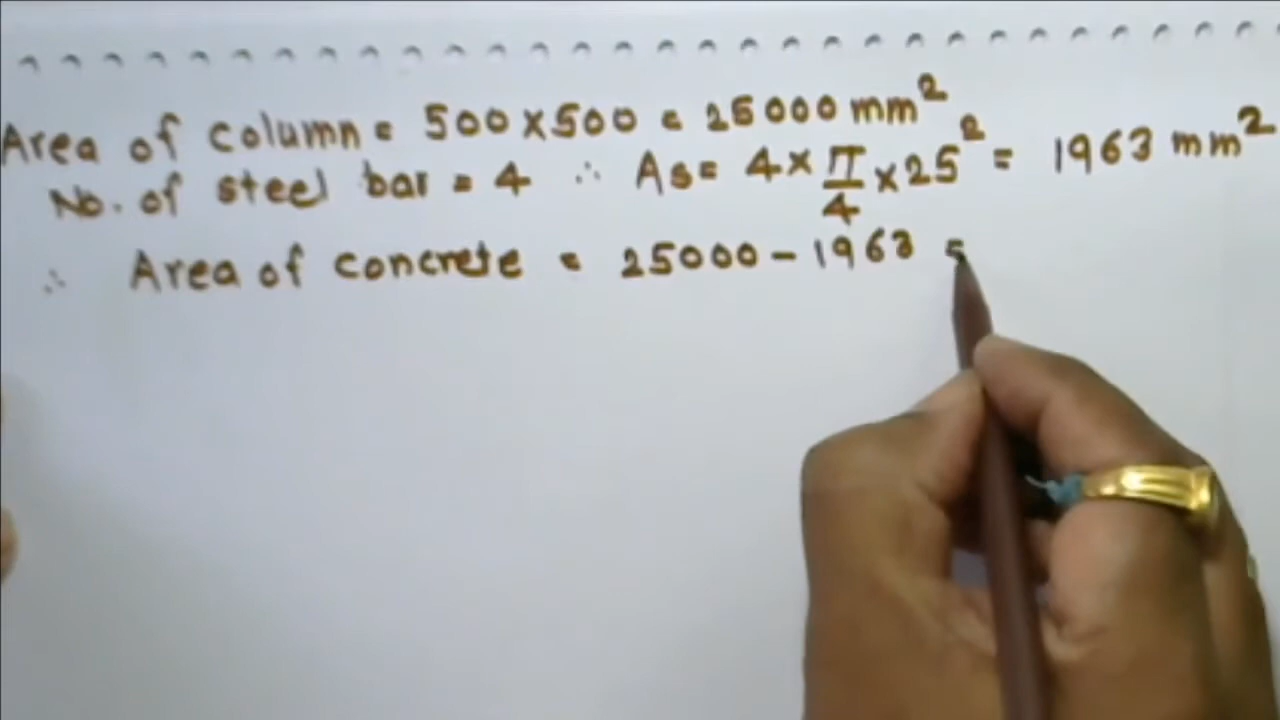 Area of column = 500 x 500 = 25000 mm²
No. of steel bar = 4 ∴ As = 4 x π/4 x 25² = 1963 mm²
∴ Area of concrete = 25000 - 1963